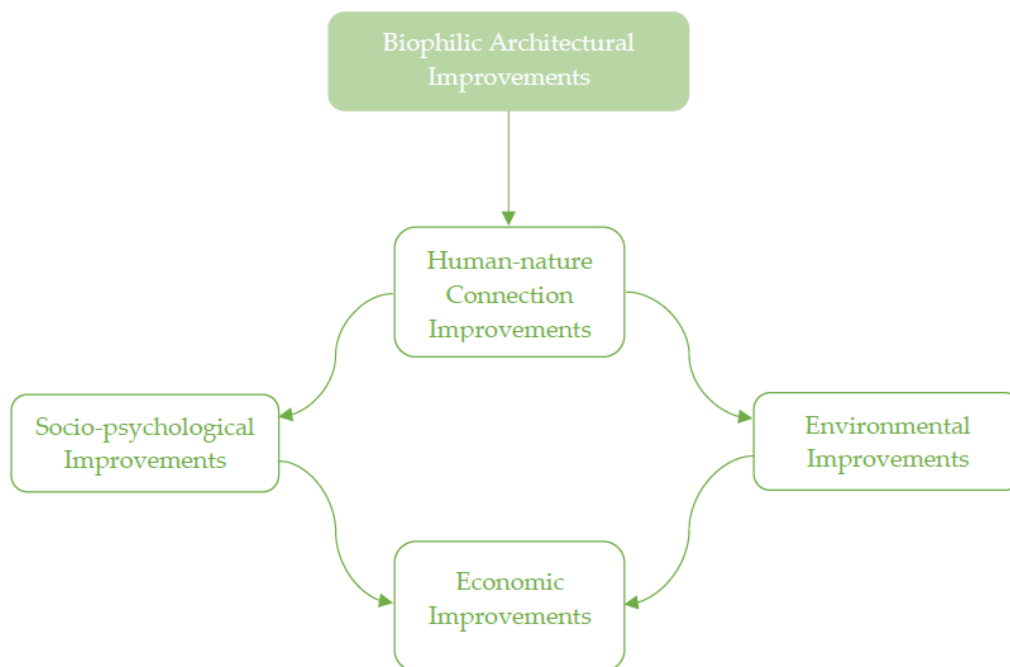 Biophilic Architectural
Improvements
Human-nature
Connection
Improvements
Socio-psychological
Improvements
Environmental
Improvements
Economic
Improvements